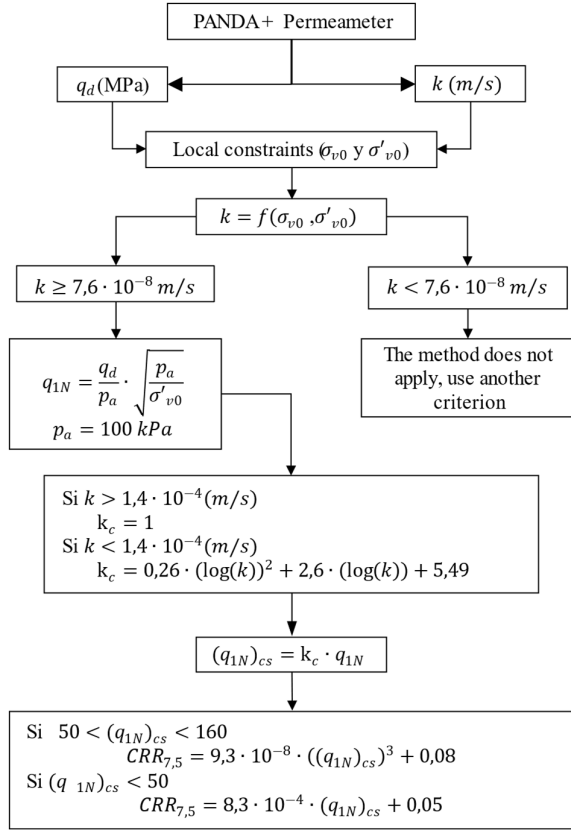 PANDA+ Permeameter
q_d (MPa)
k (m/s)
Local constraints (σ_v0 y σ'_v0)
k = f(σ_v0 ,σ'_v0)
k ≥ 7,6 · 10⁻⁸ m/s
k < 7,6 · 10⁻⁸ m/s
q_1N = q_d/p_a · √(p_a/σ'_v0)
p_a = 100 kPa
The method does not
apply, use another
criterion
Si k > 1,4 · 10⁻⁴(m/s)
k_c = 1
Si k < 1,4 · 10⁻⁴(m/s)
k_c = 0,26 · (log(k))² + 2,6 · (log(k)) + 5,49
(q_1N)_cs = k_c · q_1N
Si 50 < (q_1N)_cs < 160
CRR_7,5 = 9,3 · 10⁻⁸ · ((q_1N)_cs)³ + 0,08
Si (q _1N)_cs < 50
CRR_7,5 = 8,3 · 10⁻⁴ · (q_1N)_cs + 0,05